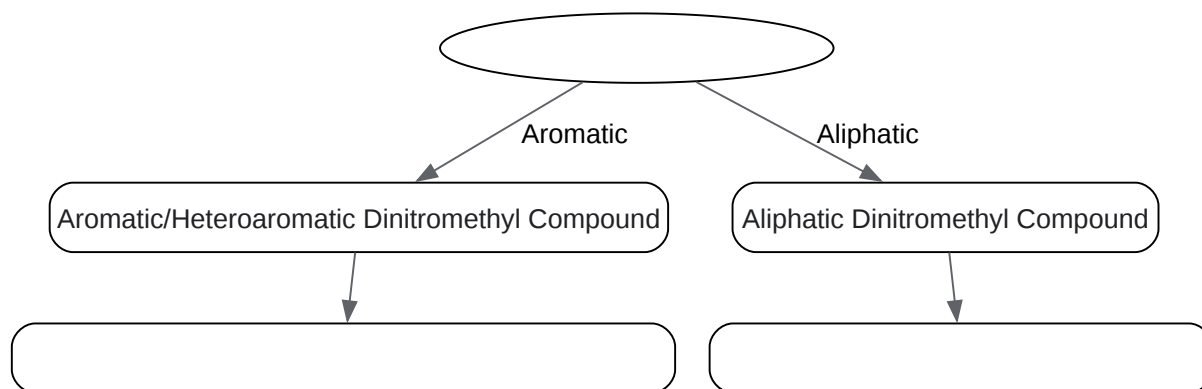 Aromatic
Aliphatic
Aromatic/Heteroaromatic Dinitromethyl Compound
Aliphatic Dinitromethyl Compound